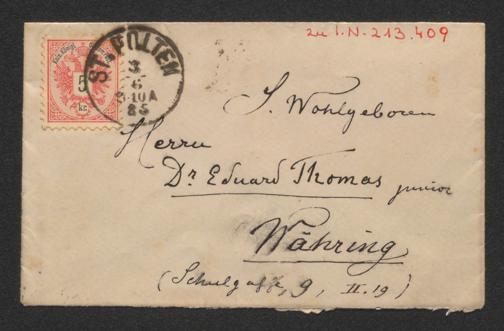 zu I.N-213.409
5
kr.
ST. PÖLTEN
3
6
8-10A
85
S. Wohlgeboren
Herrn
Dr. Eduard Thomas junior
Währing
(Schulgasse 9, II. 19)